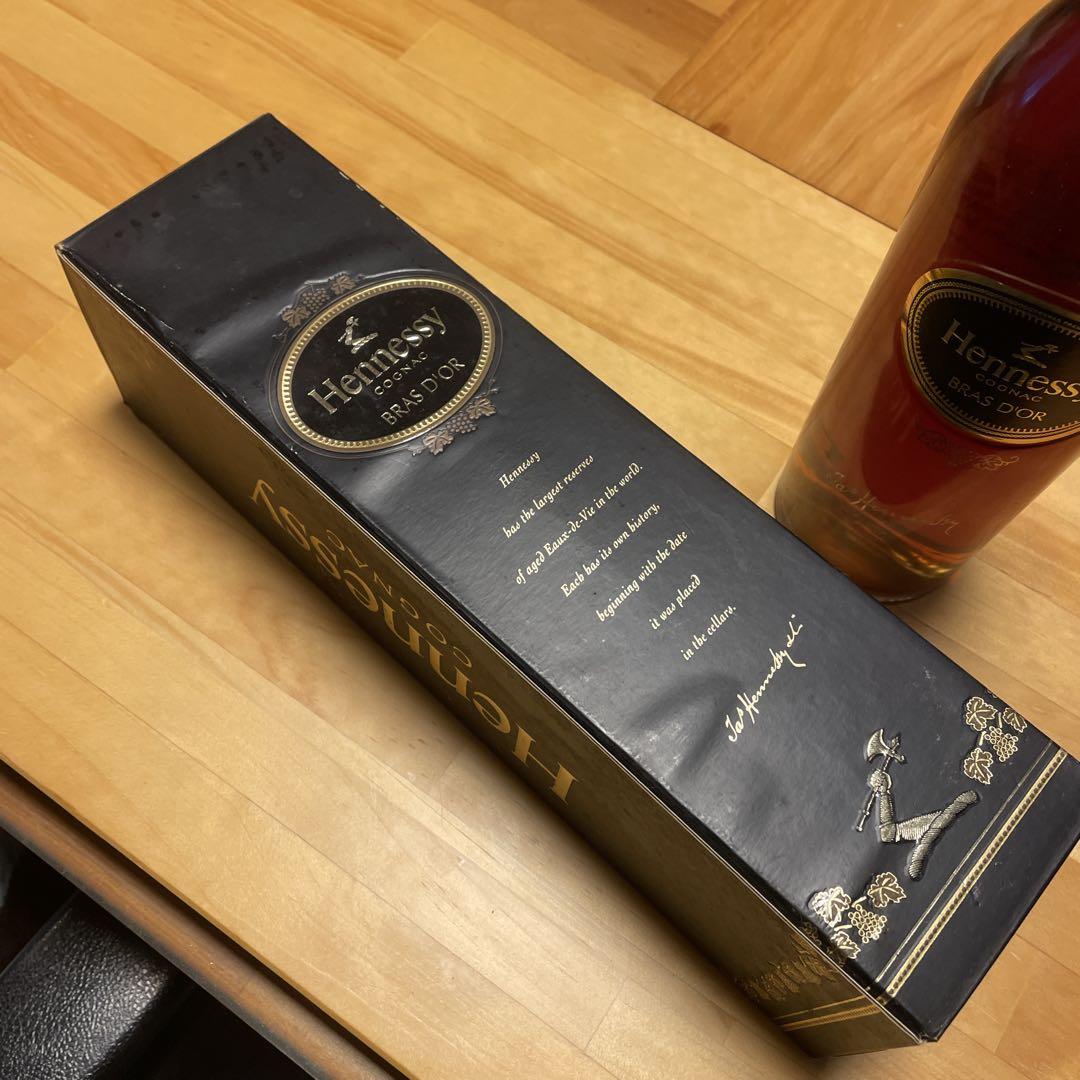 Hennessy
COGNAC
BRAS D'OR
Hennessy
has the largest reserves
of aged Eaux-de-Vie in the world.
Each has its own history,
beginning with the date
it was placed
in the cellars.
Jas Hennessy
Hennessy
COGNAC
Hennessy
COGNAC
BRAS D'OR